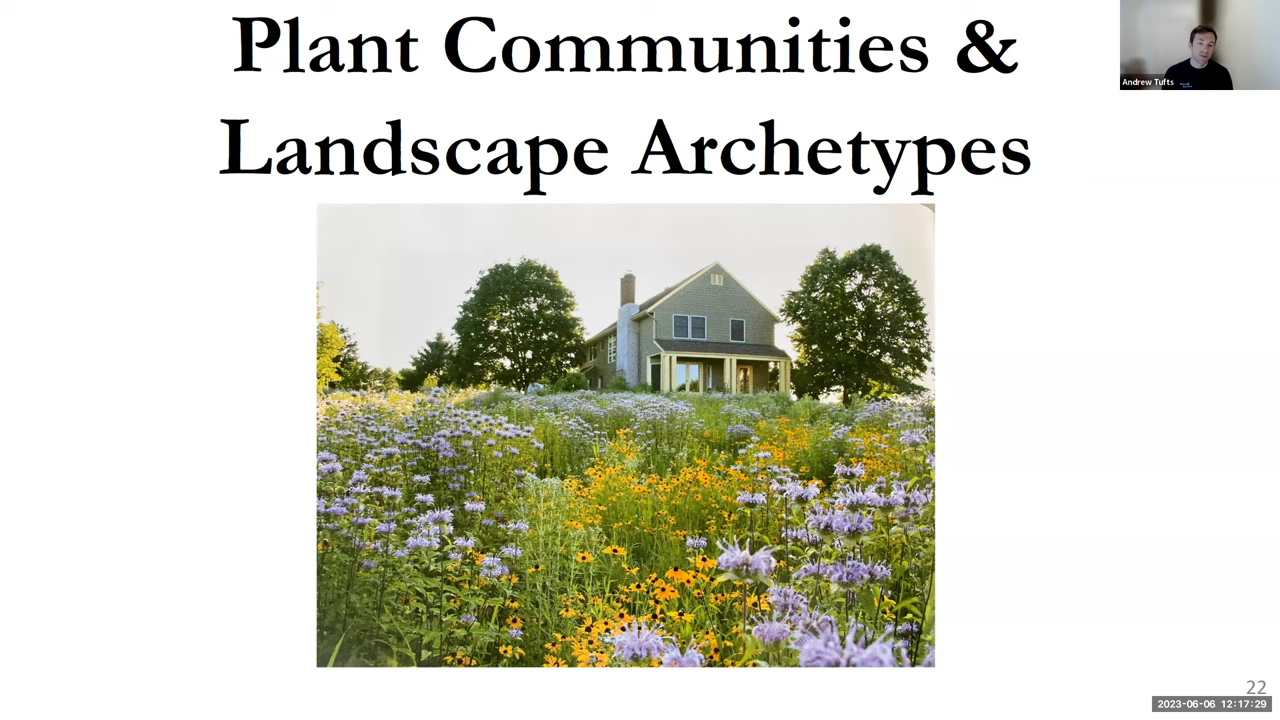 Plant Communities &
Landscape Archetypes
Andrew Tufts
22
2023-06-06 12:17:29